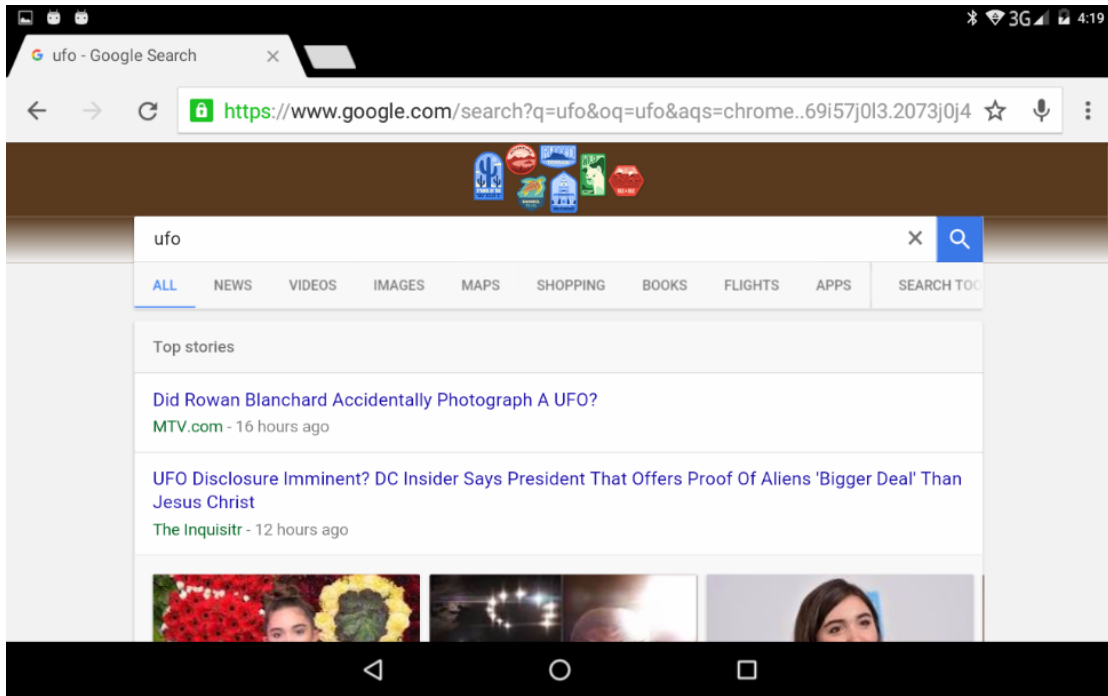 3G 4:19
ufo - Google Search
https://www.google.com/search?q=ufo&oq=ufo&aqs=chrome..69i57j0l3.2073j0j4
ufo
ALL NEWS VIDEOS IMAGES MAPS SHOPPING BOOKS FLIGHTS APPS SEARCH TOO
Top stories
Did Rowan Blanchard Accidentally Photograph A UFO?
MTV.com - 16 hours ago
UFO Disclosure Imminent? DC Insider Says President That Offers Proof Of Aliens 'Bigger Deal' Than
Jesus Christ
The Inquisitr - 12 hours ago